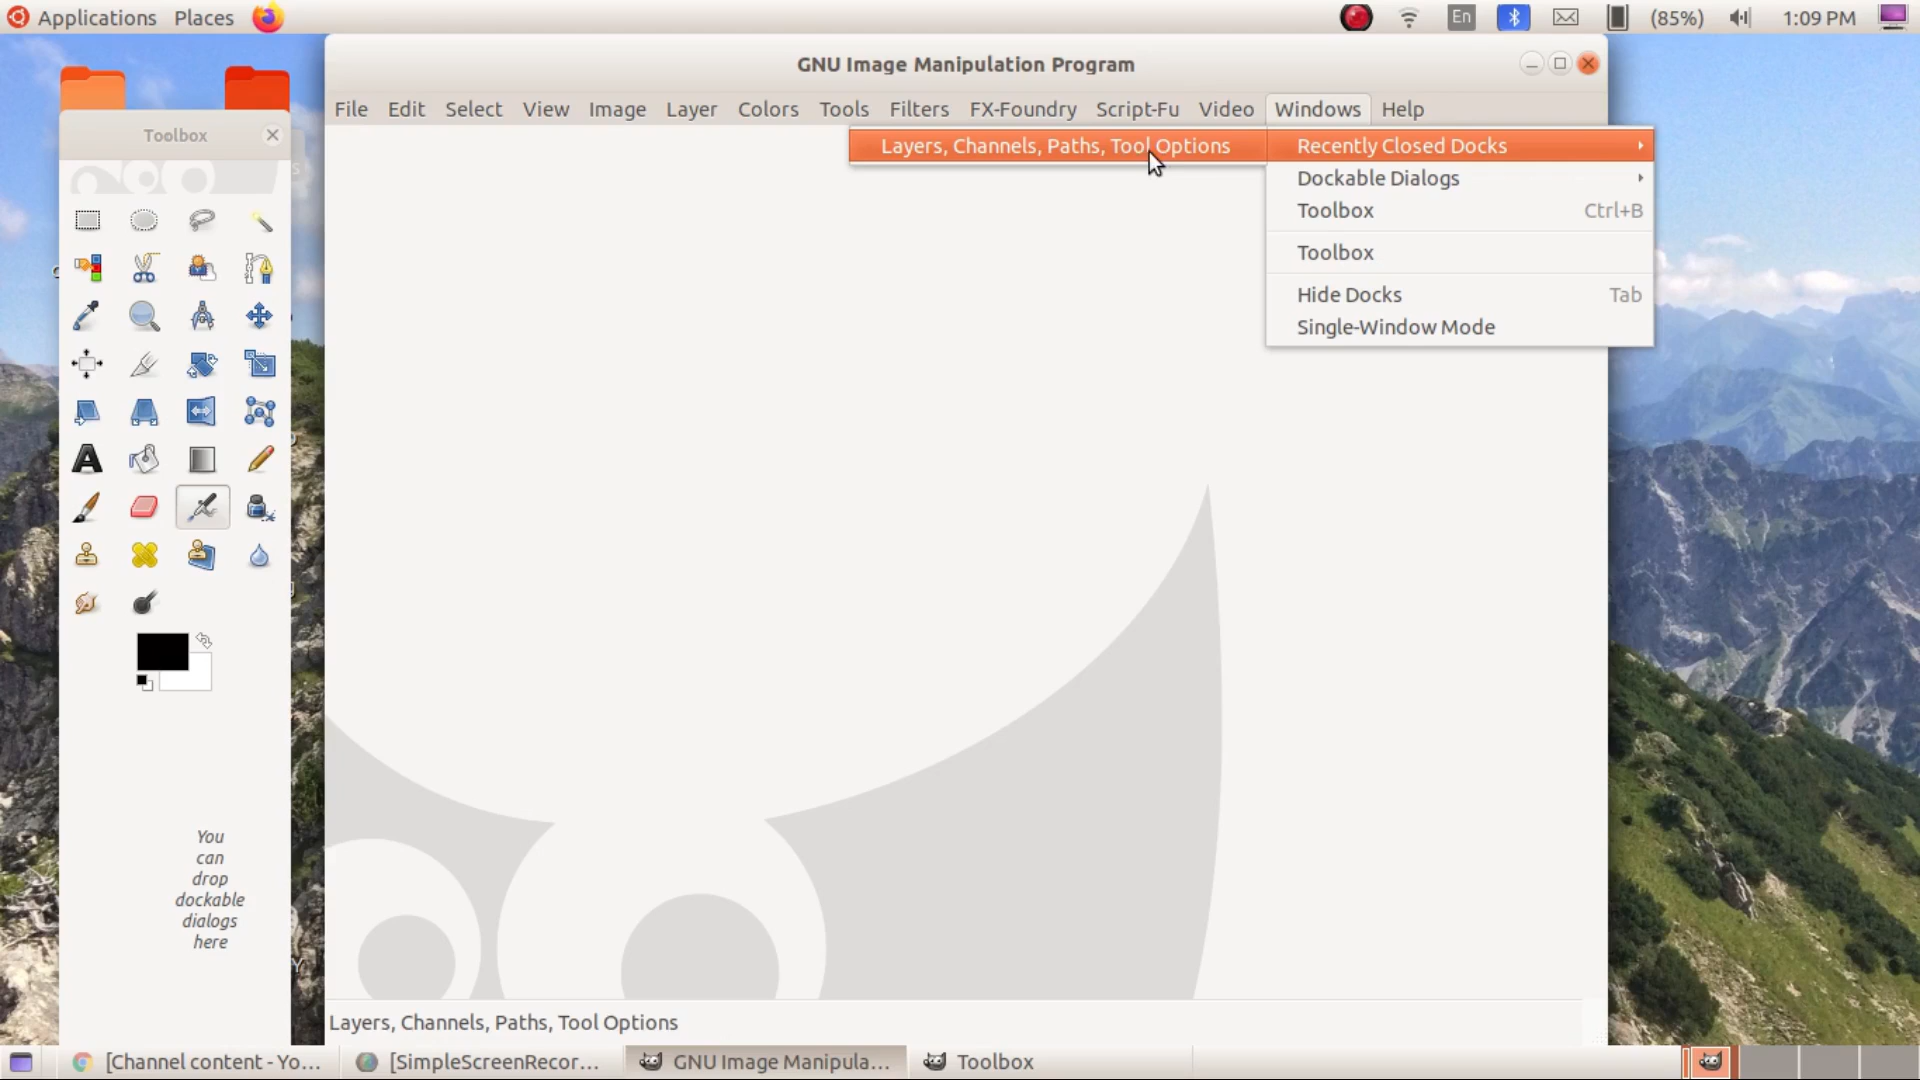 Applications Places
En
(85%)
1:09 PM
GNU Image Manipulation Program
File Edit Select View Image Layer Colors Tools Filters FX-Foundry Script-Fu Video Windows Help
Toolbox
Layers, Channels, Paths, Tool Options
Recently Closed Docks
Dockable Dialogs
Toolbox Ctrl+B
Toolbox
Hide Docks Tab
Single-Window Mode
You
can
drop
dockable
dialogs
here
Layers, Channels, Paths, Tool Options
[Channel content - Yo...
[SimpleScreenRecor...
GNU Image Manipula...
Toolbox